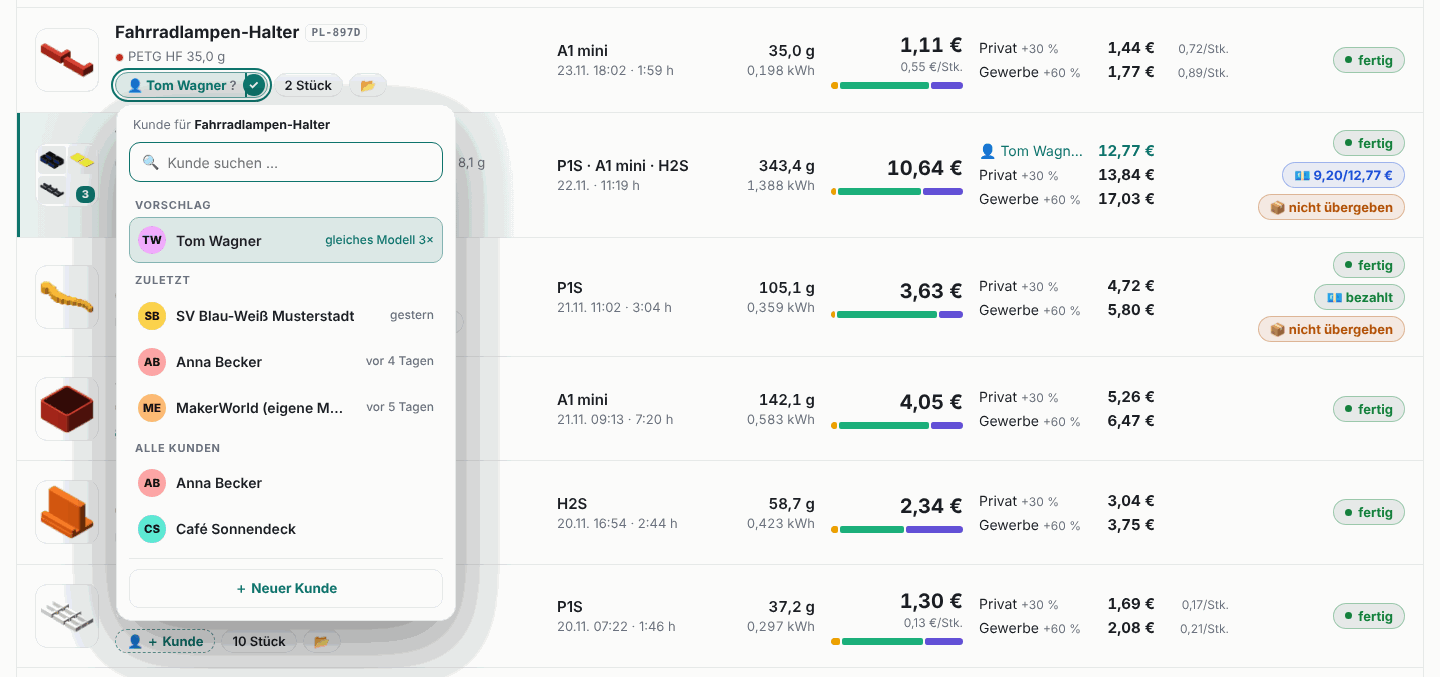 Fahrradlampen-Halter PL-897D
PETG HF 35,0 g
👤 Tom Wagner ? ✓ 2 Stück 📂
A1 mini
23.11. 18:02 · 1:59 h
35,0 g
0,198 kWh
1,11 €
0,55 €/Stk.
Privat +30 % 1,44 € 0,72/Stk.
Gewerbe +60 % 1,77 € 0,89/Stk.
fertig
Kunde für Fahrradlampen-Halter
🔍 Kunde suchen ...
VORSCHLAG
TW Tom Wagner gleiches Modell 3×
ZULETZT
SB SV Blau-Weiß Musterstadt gestern
AB Anna Becker vor 4 Tagen
ME MakerWorld (eigene M... vor 5 Tagen
ALLE KUNDEN
AB Anna Becker
CS Café Sonnendeck
+ Neuer Kunde
3
8,1 g
P1S · A1 mini · H2S
22.11. · 11:19 h
343,4 g
1,388 kWh
10,64 €
👤 Tom Wagn... 12,77 €
Privat +30 % 13,84 €
Gewerbe +60 % 17,03 €
fertig
💶 9,20/12,77 €
📦 nicht übergeben
P1S
21.11. 11:02 · 3:04 h
105,1 g
0,359 kWh
3,63 €
Privat +30 % 4,72 €
Gewerbe +60 % 5,80 €
fertig
💶 bezahlt
📦 nicht übergeben
A1 mini
21.11. 09:13 · 7:20 h
142,1 g
0,583 kWh
4,05 €
Privat +30 % 5,26 €
Gewerbe +60 % 6,47 €
fertig
H2S
20.11. 16:54 · 2:44 h
58,7 g
0,423 kWh
2,34 €
Privat +30 % 3,04 €
Gewerbe +60 % 3,75 €
fertig
👤 + Kunde 10 Stück 📂
P1S
20.11. 07:22 · 1:46 h
37,2 g
0,297 kWh
1,30 €
0,13 €/Stk.
Privat +30 % 1,69 € 0,17/Stk.
Gewerbe +60 % 2,08 € 0,21/Stk.
fertig